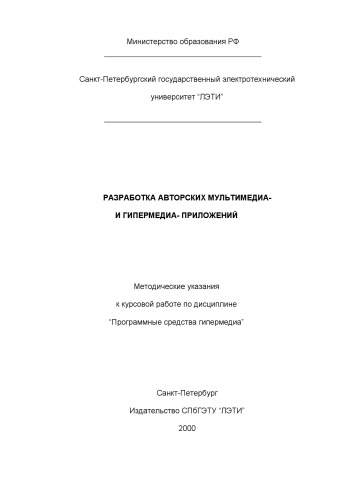 Министерство образования РФ
Санкт-Петербургский государственный электротехнический
университет “ЛЭТИ”
РАЗРАБОТКА АВТОРСКИХ МУЛЬТИМЕДИА-
И ГИПЕРМЕДИА- ПРИЛОЖЕНИЙ
Методические указания
к курсовой работе по дисциплине
“Программные средства гипермедиа”
Санкт-Петербург
Издательство СПбГЭТУ “ЛЭТИ”
2000